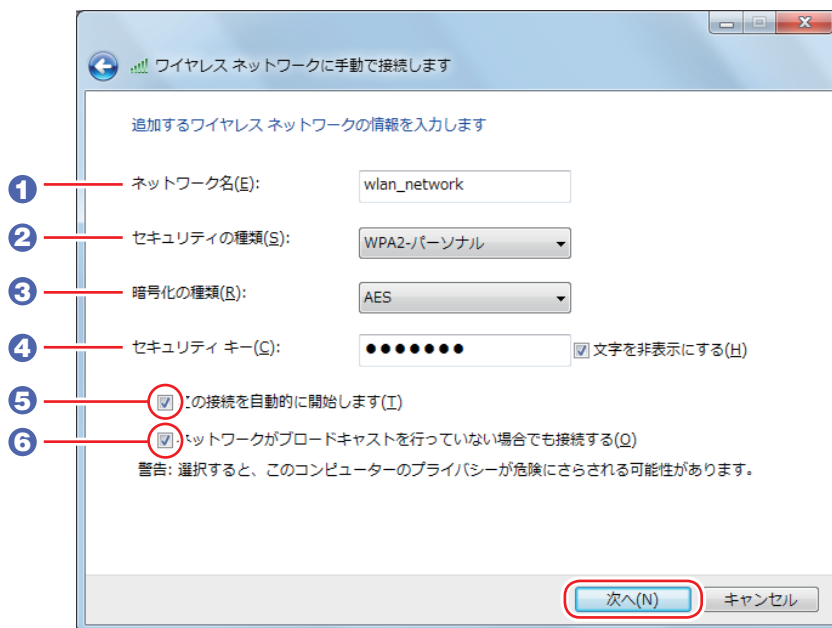 ワイヤレス ネットワークに手動で接続します
追加するワイヤレス ネットワークの情報を入力します
1 ネットワーク名(E): wlan_network
2 セキュリティの種類(S): WPA2-パーソナル
3 暗号化の種類(R): AES
4 セキュリティ キー(C): ●●●●●●● 文字を非表示にする(H)
5 この接続を自動的に開始します(T)
6 ネットワークがブロードキャストを行っていない場合でも接続する(O)
警告: 選択すると、このコンピューターのプライバシーが危険にさらされる可能性があります。
次へ(N) キャンセル